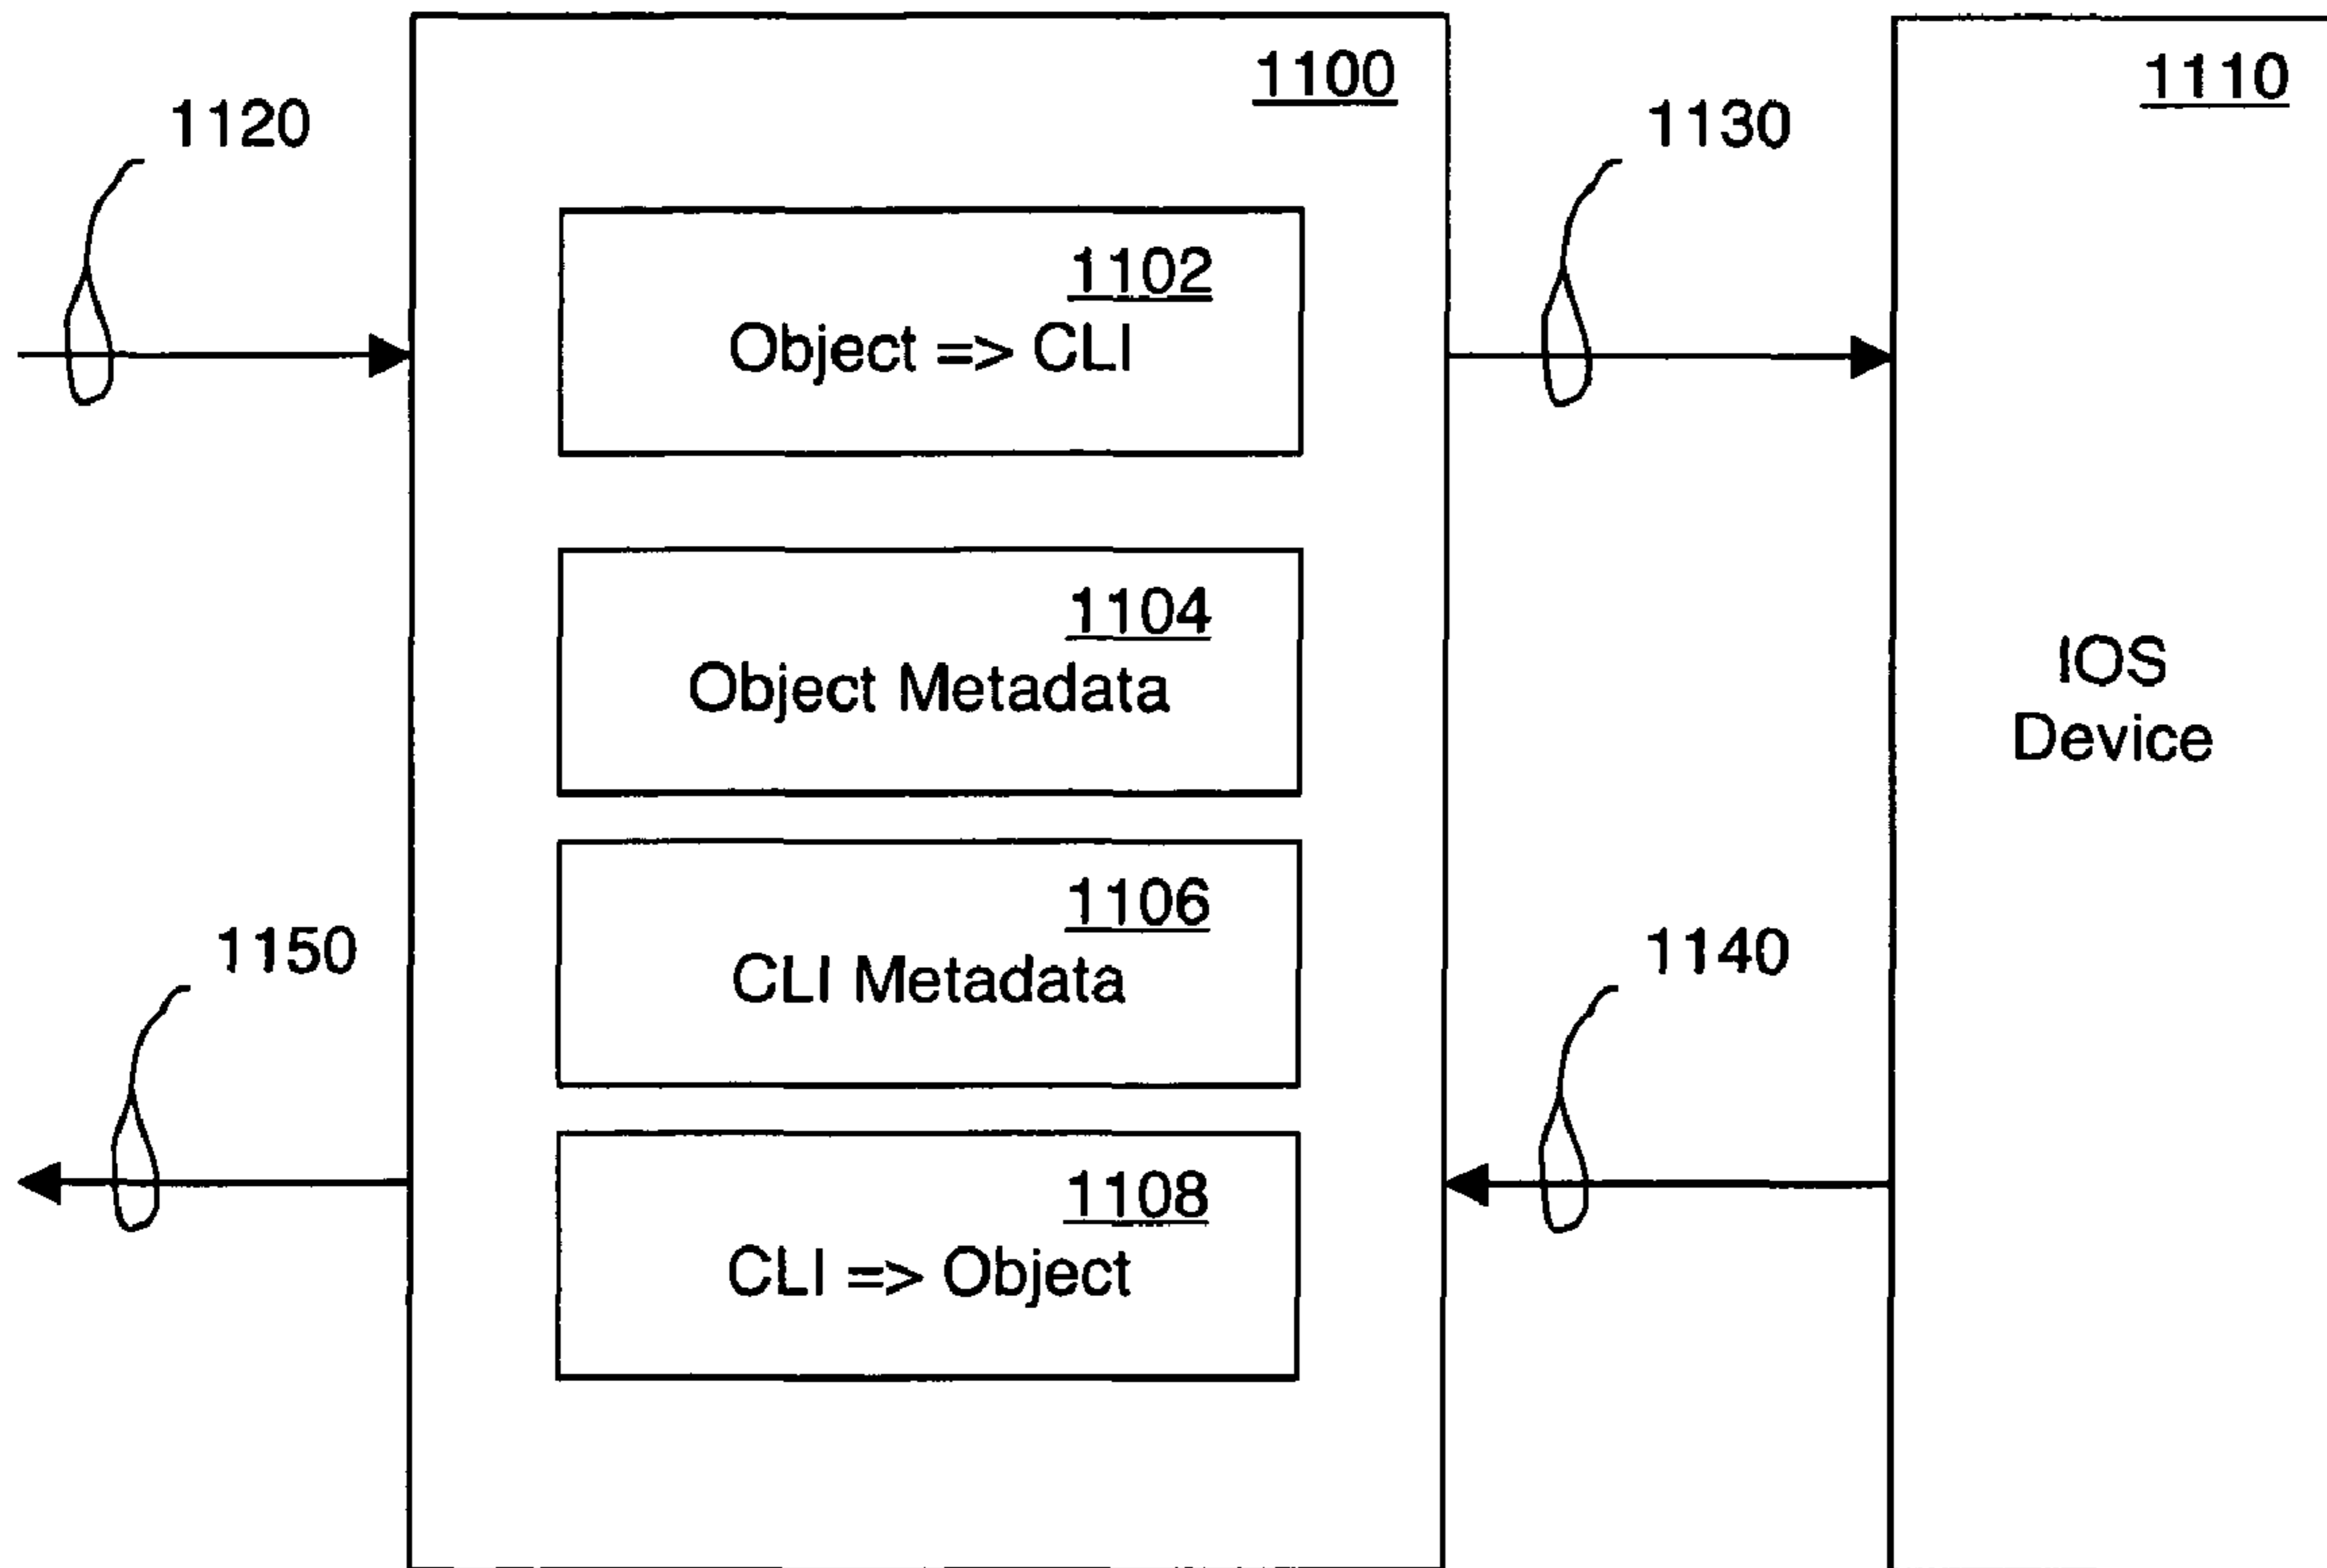 1100
1110
1120
1130
1102
Object => CLI
1104
Object Metadata
IOS
Device
1106
CLI Metadata
1150
1140
1108
CLI => Object